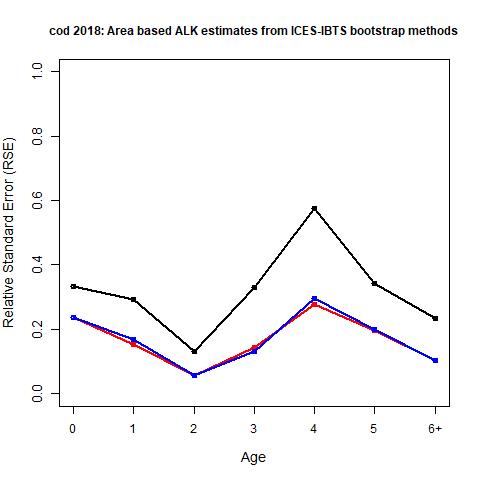 cod 2018: Area based ALK estimates from ICES-IBTS bootstrap methods
Relative Standard Error (RSE)
1.0
0.8
0.6
0.4
0.2
0.0
0 1 2 3 4 5 6+
Age